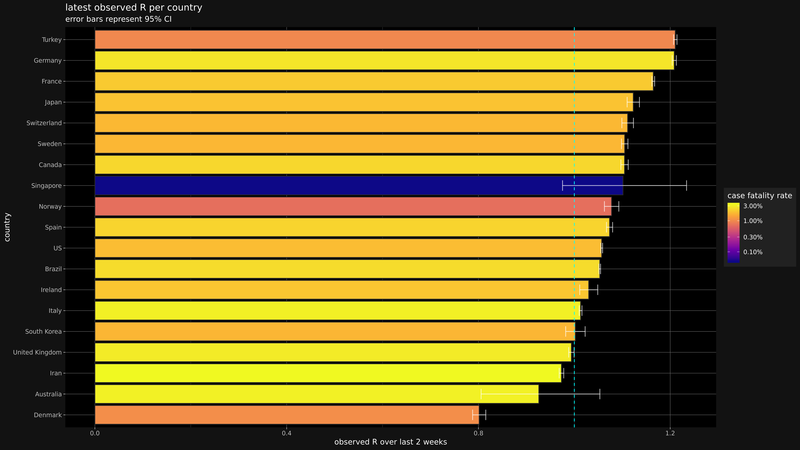 latest observed R per country
error bars represent 95% CI
Turkey
Germany
France
Japan
Switzerland
Sweden
Canada
Singapore
Norway
Spain
US
Brazil
Ireland
Italy
South Korea
United Kingdom
Iran
Australia
Denmark
country
0.0 0.4 0.8 1.2
observed R over last 2 weeks
case fatality rate
3.00%
1.00%
0.30%
0.10%